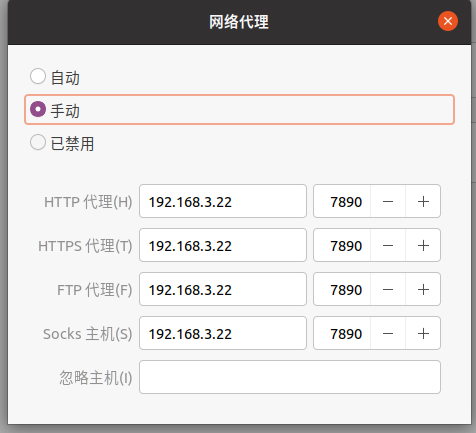 网络代理
自动
手动
已禁用
HTTP 代理(H) 192.168.3.22 7890 − +
HTTPS 代理(T) 192.168.3.22 7890 − +
FTP 代理(F) 192.168.3.22 7890 − +
Socks 主机(S) 192.168.3.22 7890 − +
忽略主机(I)